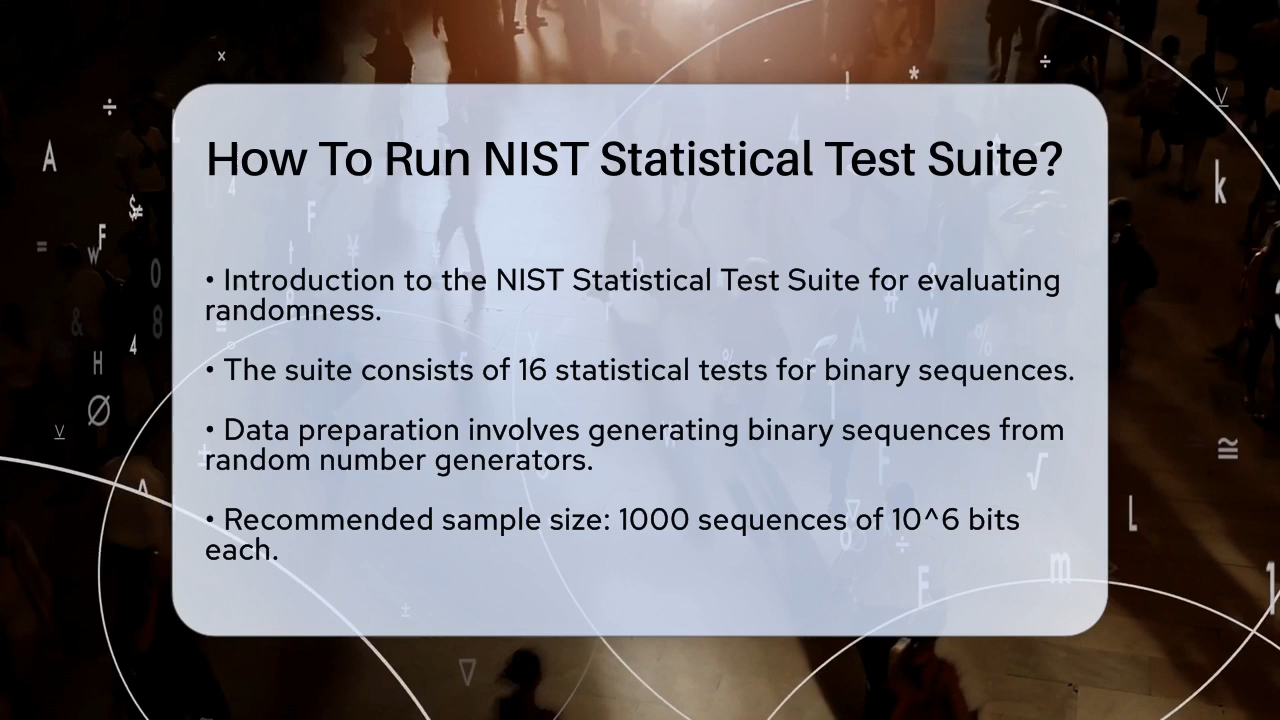 How To Run NIST Statistical Test Suite?
• Introduction to the NIST Statistical Test Suite for evaluating
randomness.
• The suite consists of 16 statistical tests for binary sequences.
• Data preparation involves generating binary sequences from
random number generators.
• Recommended sample size: 1000 sequences of 10^6 bits
each.